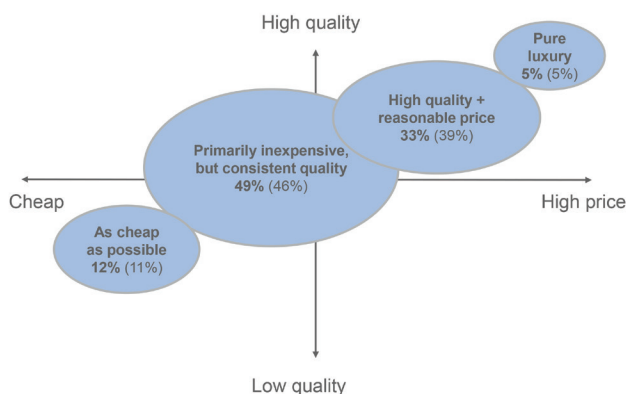 High quality
Pure
luxury
5% (5%)
High quality +
reasonable price
33% (39%)
Primarily inexpensive,
but consistent quality
49% (46%)
Cheap
High price
As cheap
as possible
12% (11%)
Low quality